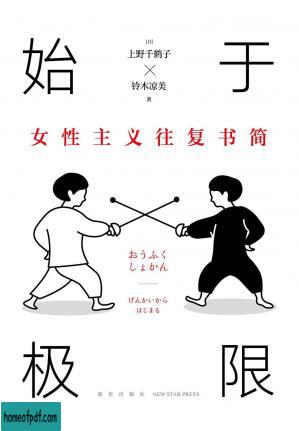 [日]
上野千鹤子
×
铃木凉美
著
始于
女性主义往复书简
おうふく
しょかん
げんかいから
はじまる
极限
新星出版社 NEW STAR PRESS
homeofpdf.com
homeofpdf.com